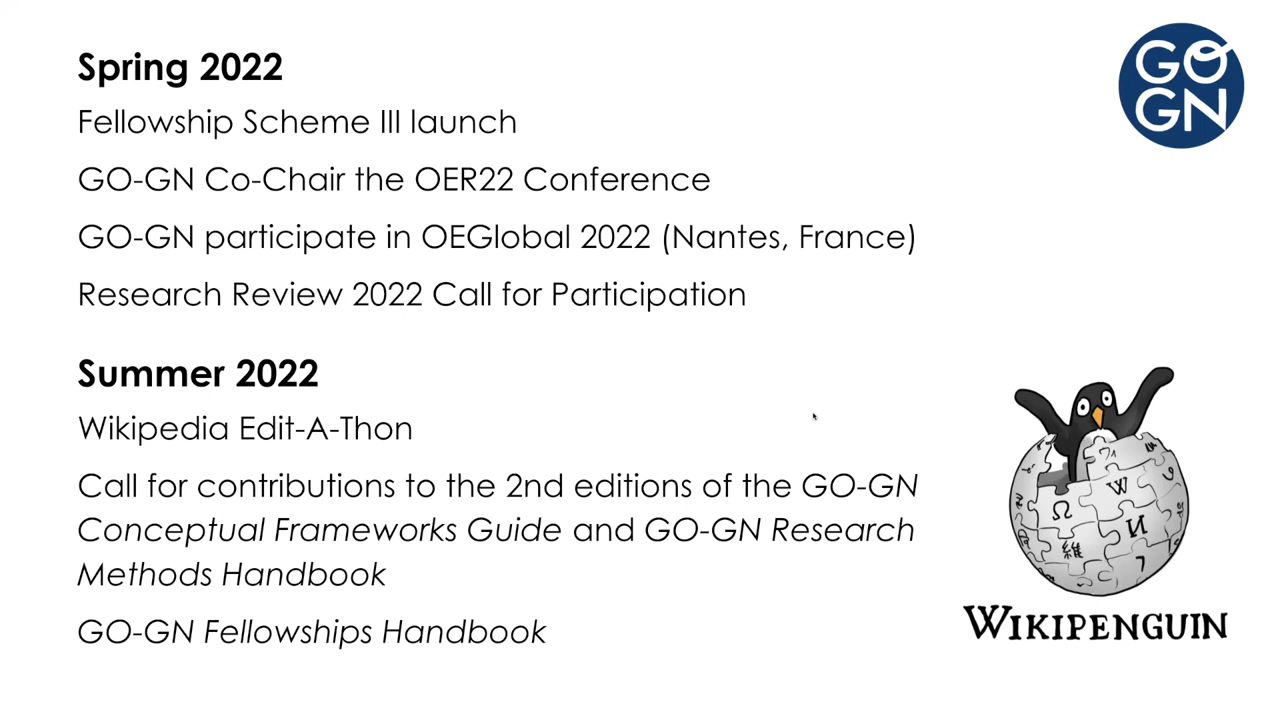 Spring 2022
Fellowship Scheme III launch
GO-GN Co-Chair the OER22 Conference
GO-GN participate in OEGlobal 2022 (Nantes, France)
Research Review 2022 Call for Participation
Summer 2022
Wikipedia Edit-A-Thon
Call for contributions to the 2nd editions of the GO-GN
Conceptual Frameworks Guide and GO-GN Research
Methods Handbook
GO-GN Fellowships Handbook
GO
GN
W
Ω
И
維
7
WIKIPENGUIN